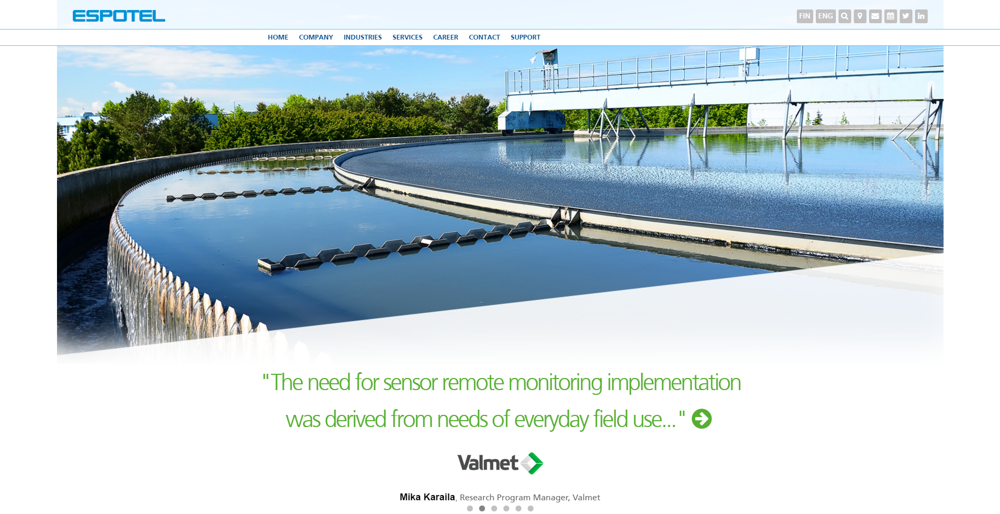 ESPOTEL
FIN ENG
HOME COMPANY INDUSTRIES SERVICES CAREER CONTACT SUPPORT
"The need for sensor remote monitoring implementation
was derived from needs of everyday field use..."
Valmet
Mika Karaila, Research Program Manager, Valmet